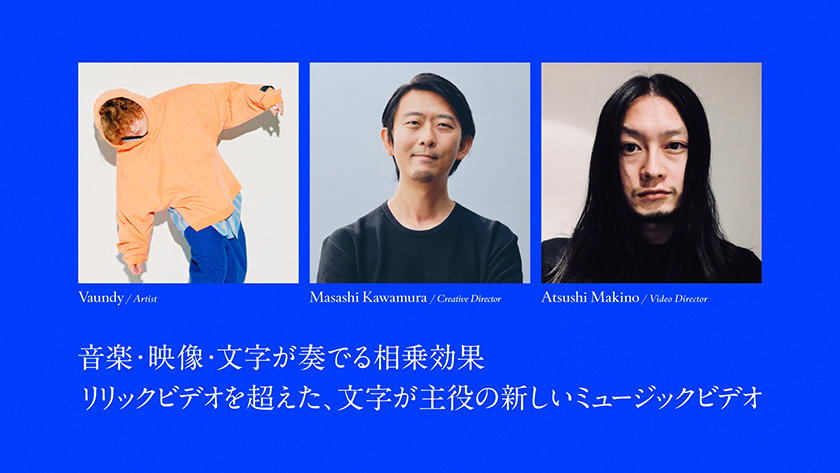 Vaundy / Artist
Masashi Kawamura / Creative Director
Atsushi Makino / Video Director
音楽・映像・文字が奏でる相乗効果
リリックビデオを超えた、文字が主役の新しいミュージックビデオ